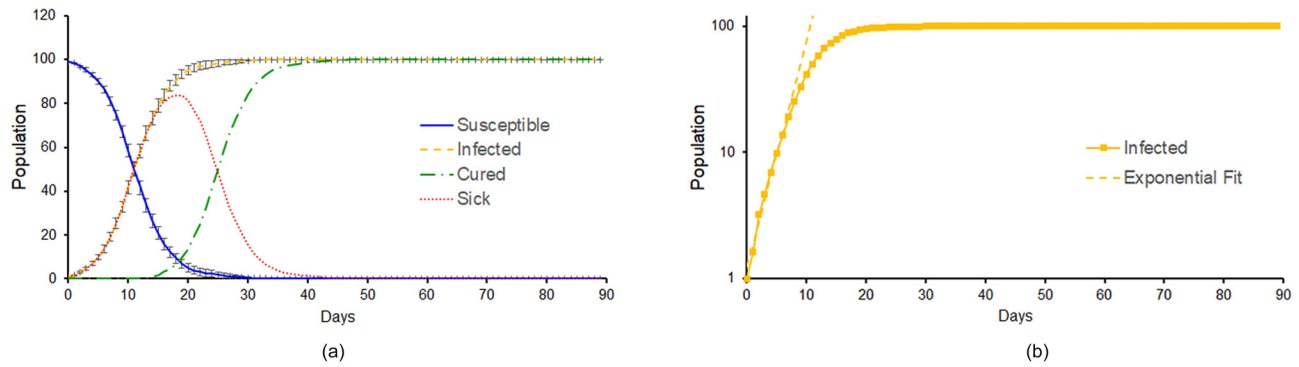 120
100
80
60
40
20
0
Population
0 10 20 30 40 50 60 70 80 90
Days
Susceptible
Infected
Cured
Sick
(a)
100
10
1
Population
0 10 20 30 40 50 60 70 80 90
Days
Infected
Exponential Fit
(b)